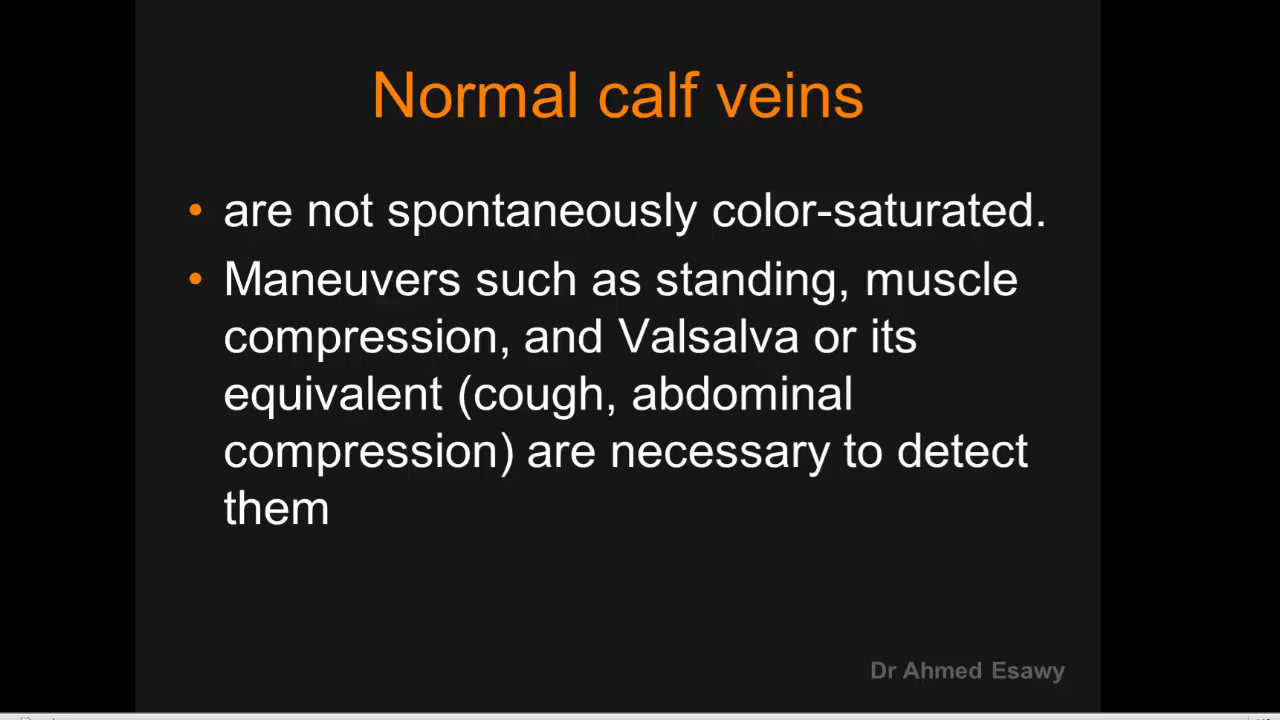 Normal calf veins
• are not spontaneously color-saturated.
• Maneuvers such as standing, muscle
compression, and Valsalva or its
equivalent (cough, abdominal
compression) are necessary to detect
them
Dr Ahmed Esawy